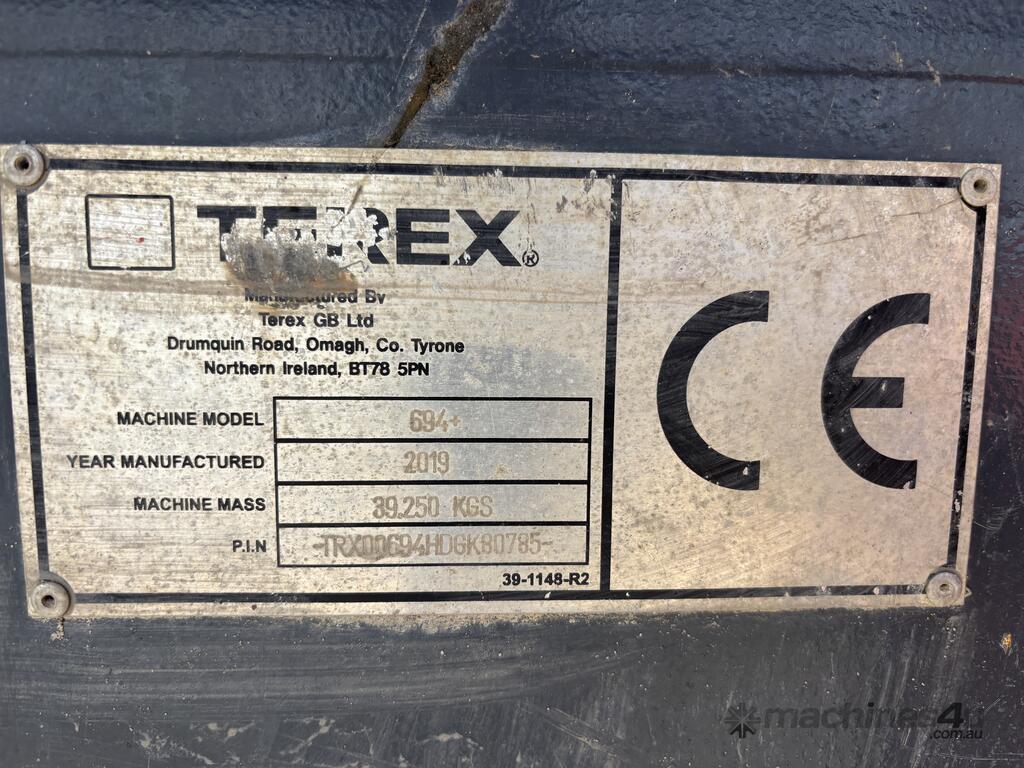 TEREX®
Manufactured By
Terex GB Ltd
Drumquin Road, Omagh, Co. Tyrone
Northern Ireland, BT78 5PN
MACHINE MODEL 694+
YEAR MANUFACTURED 2019
MACHINE MASS 39.250 KGS
P.I.N -TRX00694HDGK80785-
39-1148-R2
CE
machines4u
.com.au